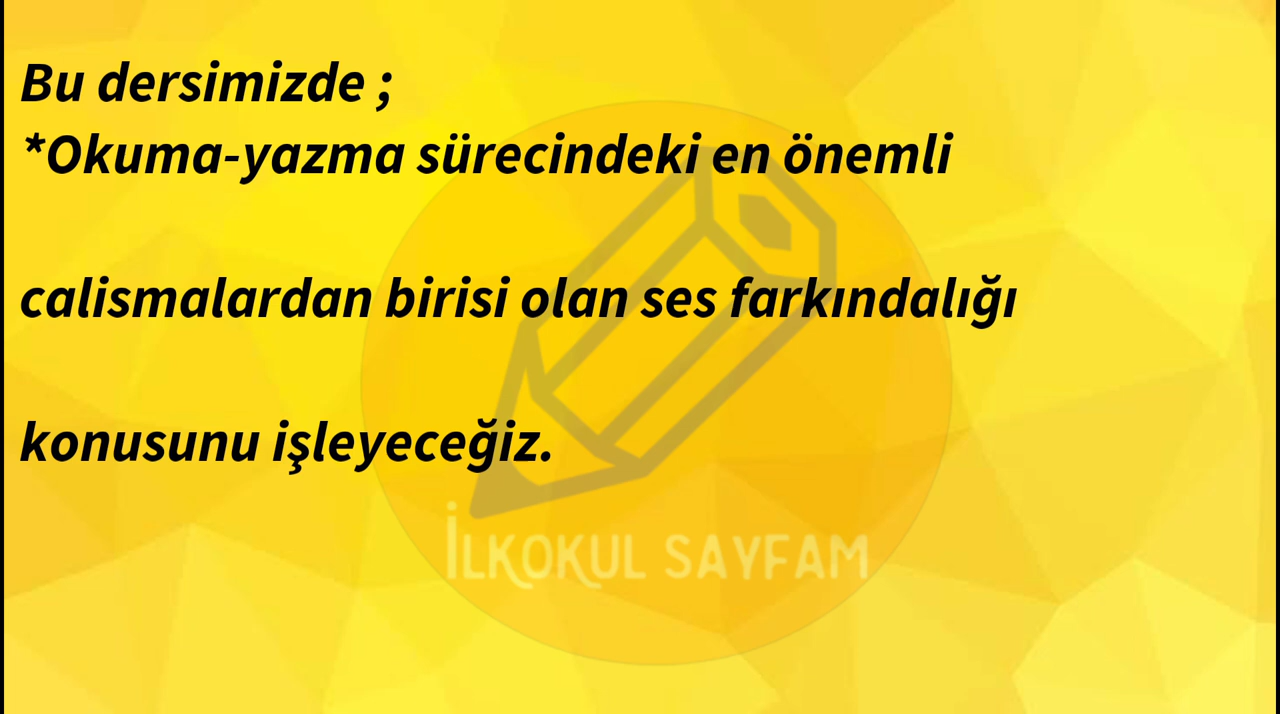 Bu dersimizde ;
*Okuma-yazma sürecindeki en önemli
calismalardan birisi olan ses farkındalığı
konusunu işleyeceğiz.
İLKOKUL SAYFAM